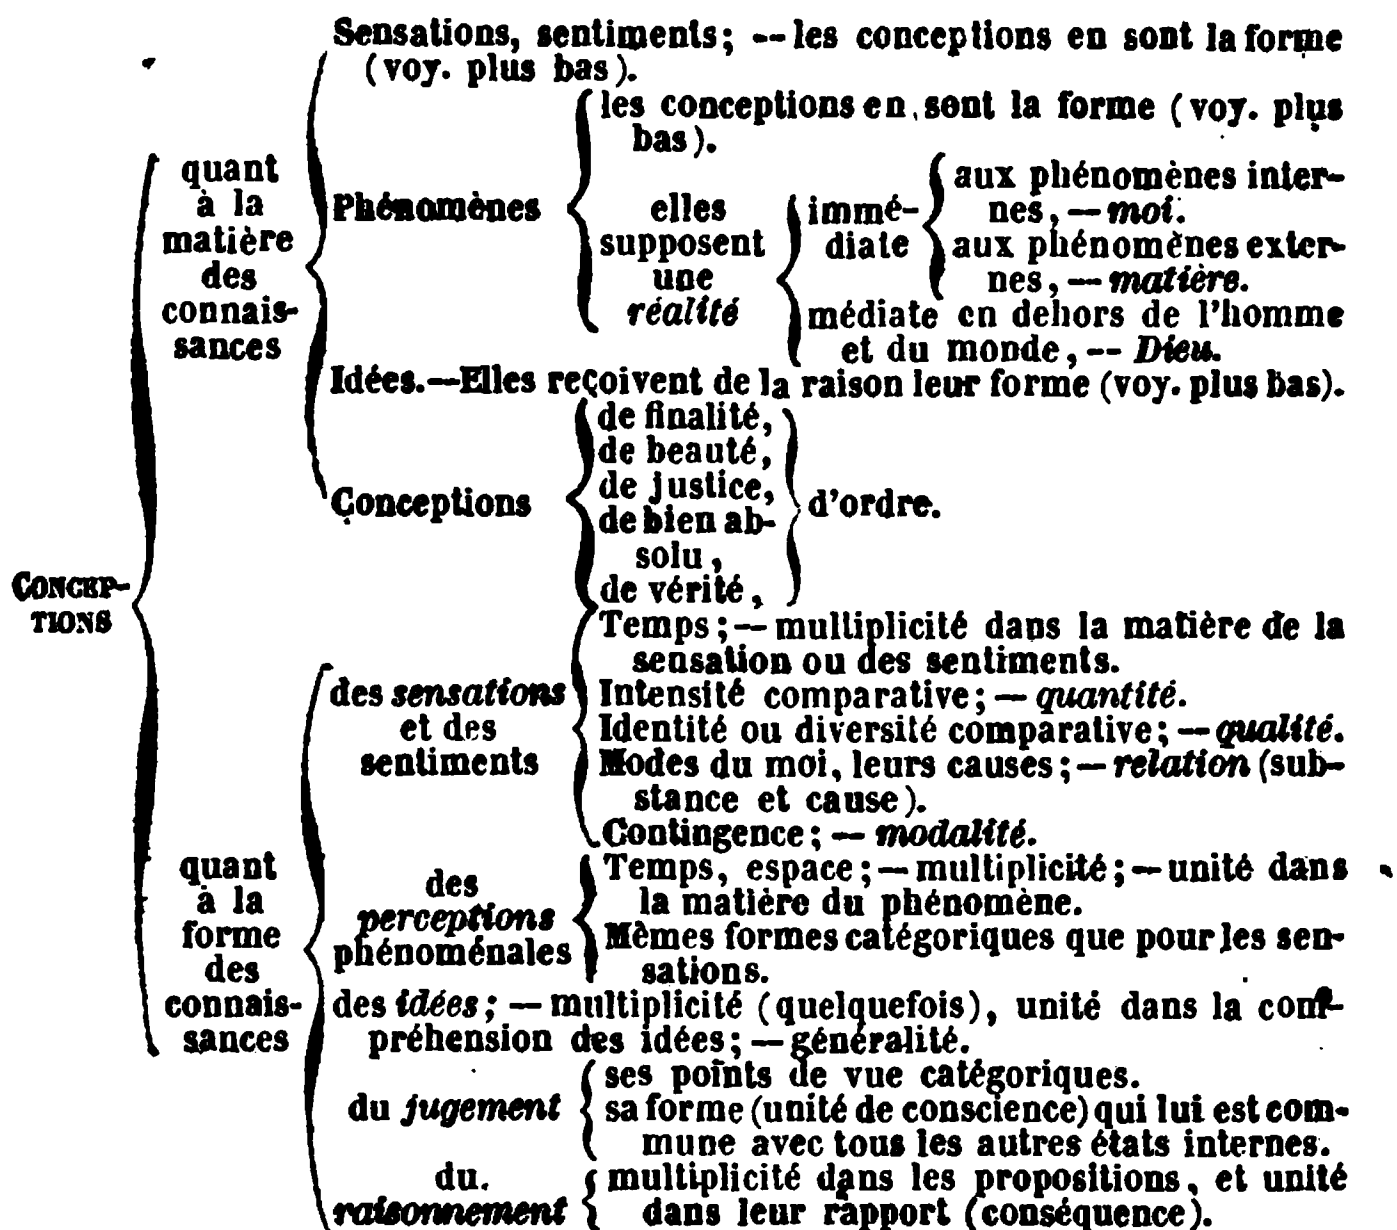 Sensations, sentiments; — les conceptions en sont la forme
(voy. plus bas).
les conceptions en sont la forme (voy. plus
bas).
quant
à la
matière
des
connais-
sances
Phénomènes
elles
supposent
une
réalité
immé-
diate
aux phénomènes inter-
nes, — moi.
aux phénomènes exter-
nes, — matière.
médiate en dehors de l'homme
et du monde, — Dieu.
Idées. — Elles reçoivent de la raison leur forme (voy. plus bas).
Conceptions
de finalité,
de beauté,
de justice,
de bien ab-
solu,
de vérité,
d'ordre.
CONCEP-
TIONS
quant
à la
forme
des
connais-
sances
des sensations
et des
sentiments
Temps; — multiplicité dans la matière de la
sensation ou des sentiments.
Intensité comparative; — quantité.
Identité ou diversité comparative; — qualité.
Modes du moi, leurs causes; — relation (sub-
stance et cause).
Contingence; — modalité.
des
perceptions
phénoménales
Temps, espace; — multiplicité; — unité dans
la matière du phénomène.
Mêmes formes catégoriques que pour les sen-
sations.
des idées; — multiplicité (quelquefois), unité dans la com-
préhension des idées; — généralité.
du jugement
ses points de vue catégoriques.
sa forme (unité de conscience) qui lui est com-
mune avec tous les autres états internes.
du
raisonnement
multiplicité dans les propositions, et unité
dans leur rapport (conséquence).